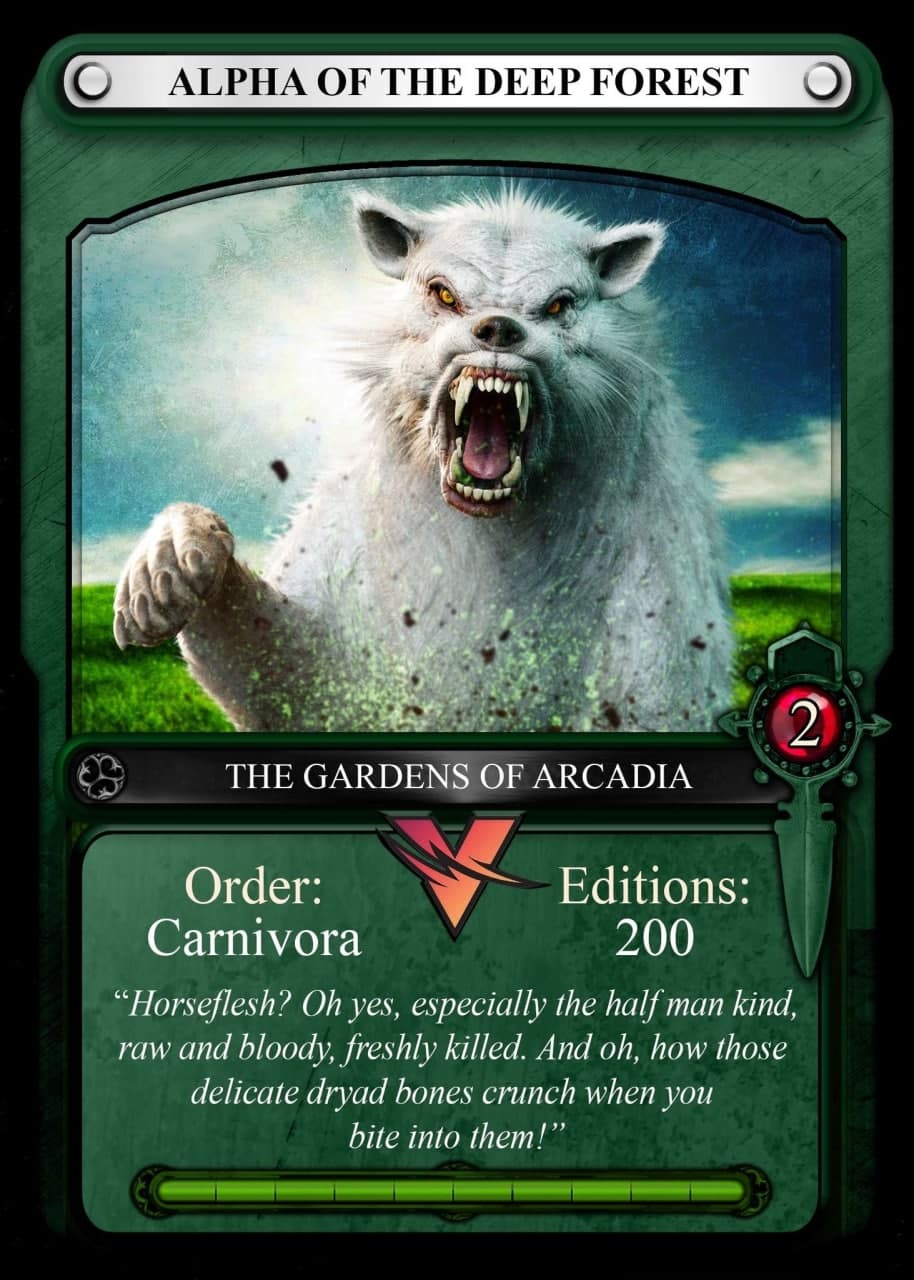 ALPHA OF THE DEEP FOREST
2
THE GARDENS OF ARCADIA
V
Order:
Carnivora
Editions:
200
“Horseflesh? Oh yes, especially the half man kind,
raw and bloody, freshly killed. And oh, how those
delicate dryad bones crunch when you
bite into them!”